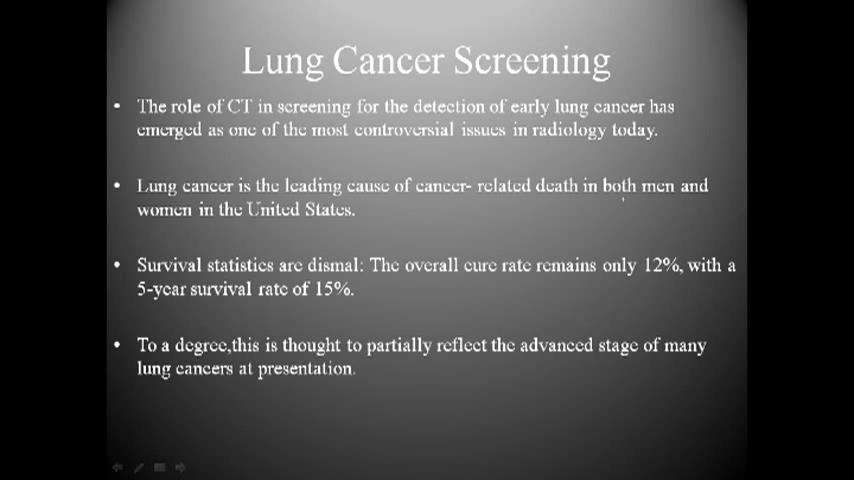 Lung Cancer Screening
• The role of CT in screening for the detection of early lung cancer has
emerged as one of the most controversial issues in radiology today.
• Lung cancer is the leading cause of cancer- related death in both men and
women in the United States.
• Survival statistics are dismal: The overall cure rate remains only 12%, with a
5-year survival rate of 15%.
• To a degree,this is thought to partially reflect the advanced stage of many
lung cancers at presentation.